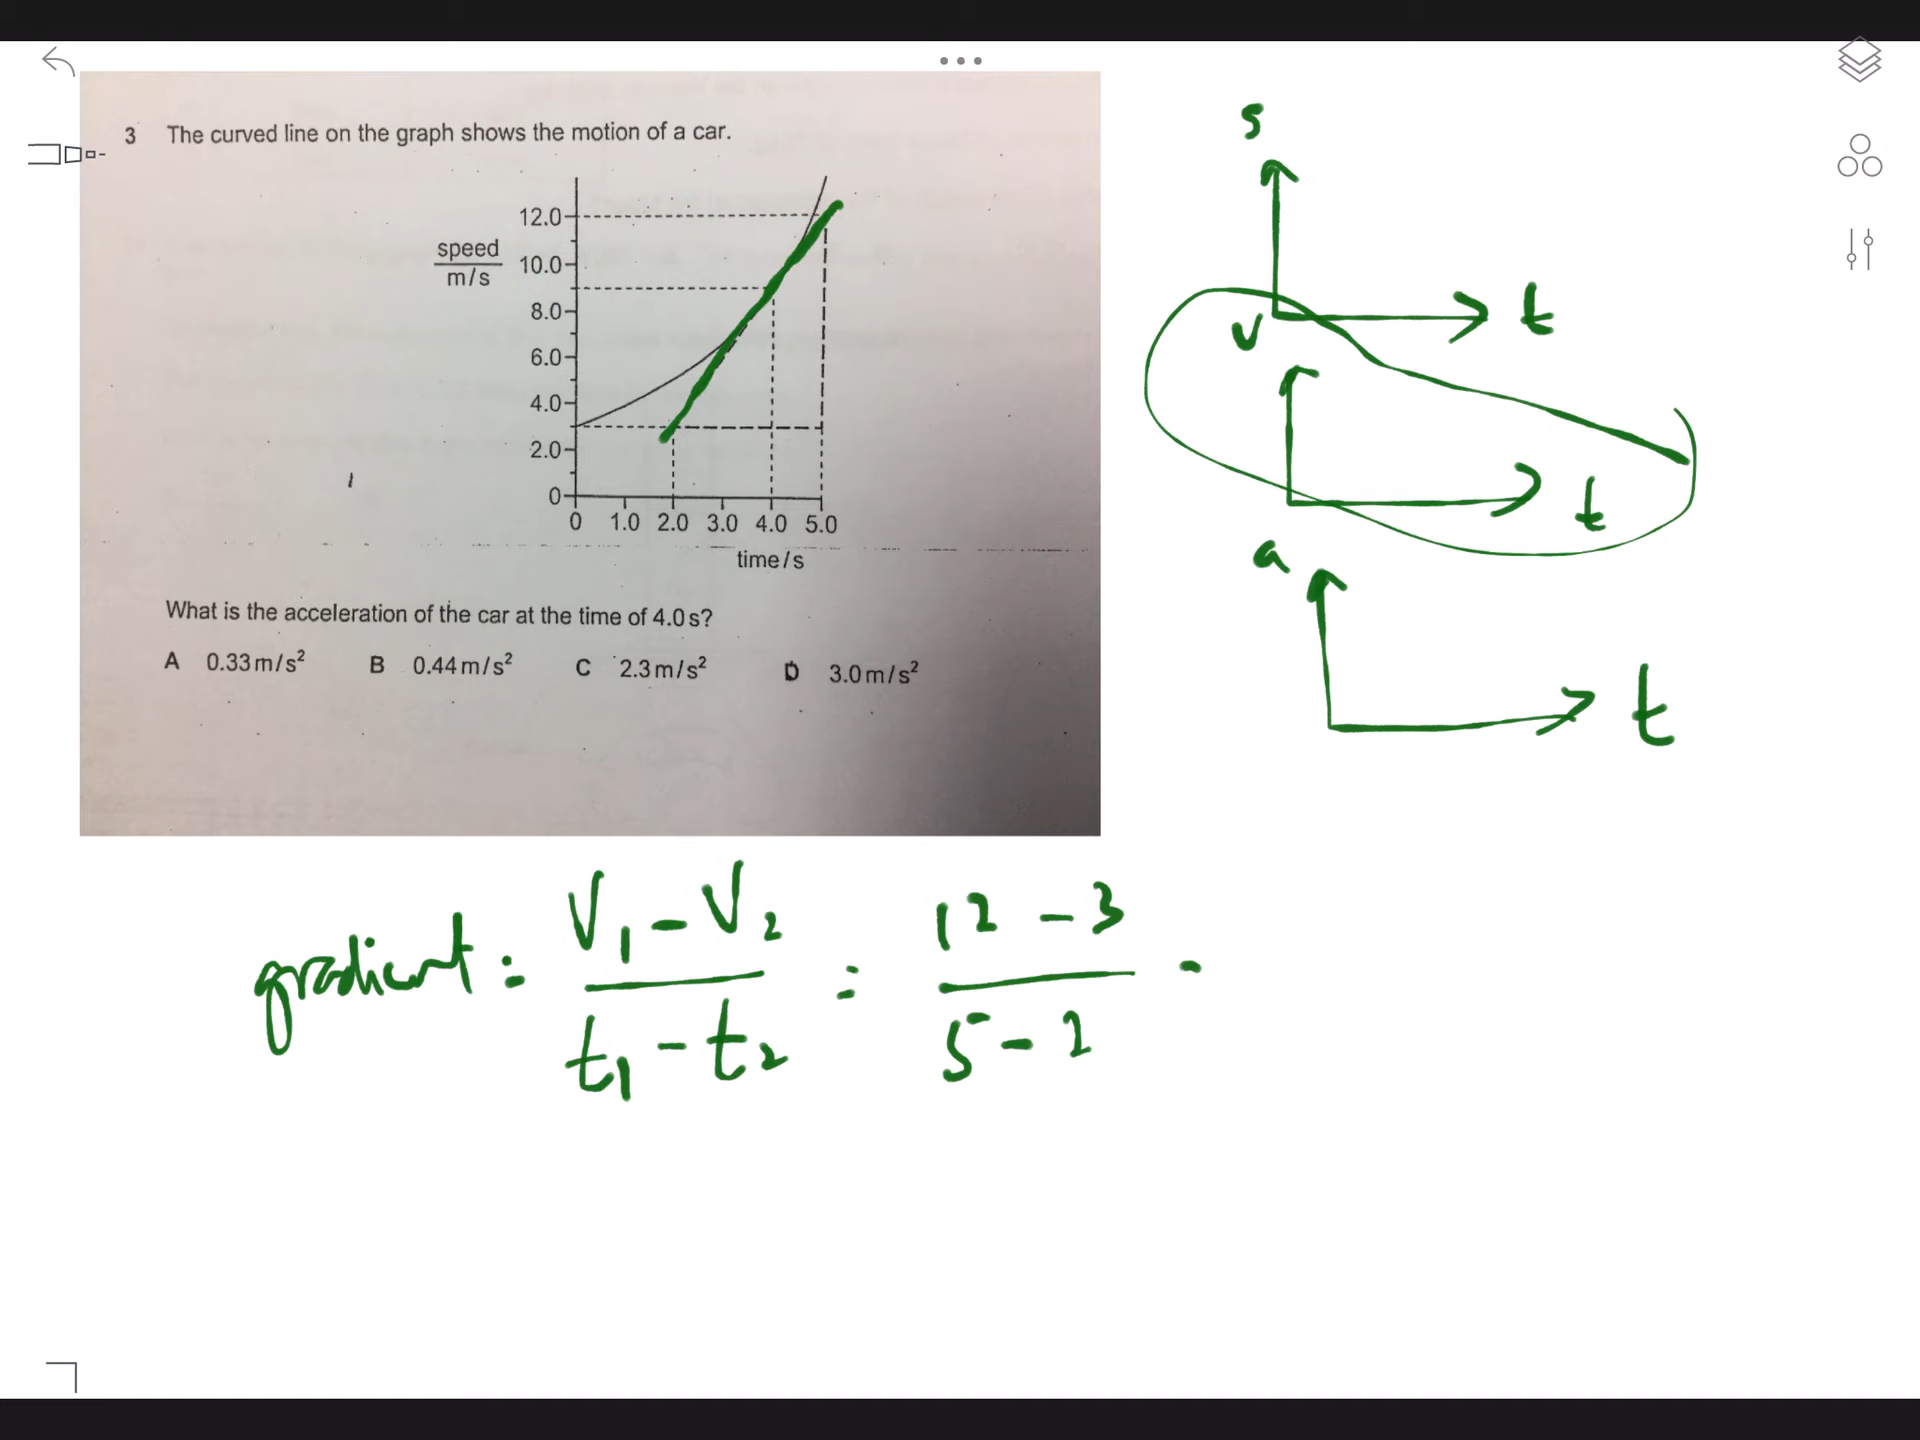 3 The curved line on the graph shows the motion of a car.
speed
m/s
12.0
10.0
8.0
6.0
4.0
2.0
0
0 1.0 2.0 3.0 4.0 5.0
time/s
What is the acceleration of the car at the time of 4.0 s?
A 0.33 m/s² B 0.44 m/s² C 2.3 m/s² D 3.0 m/s²
s
t
v
t
a
t
gradient = V₁ - V₂ = 12 - 3 -
t₁ - t₂ 5 - 2